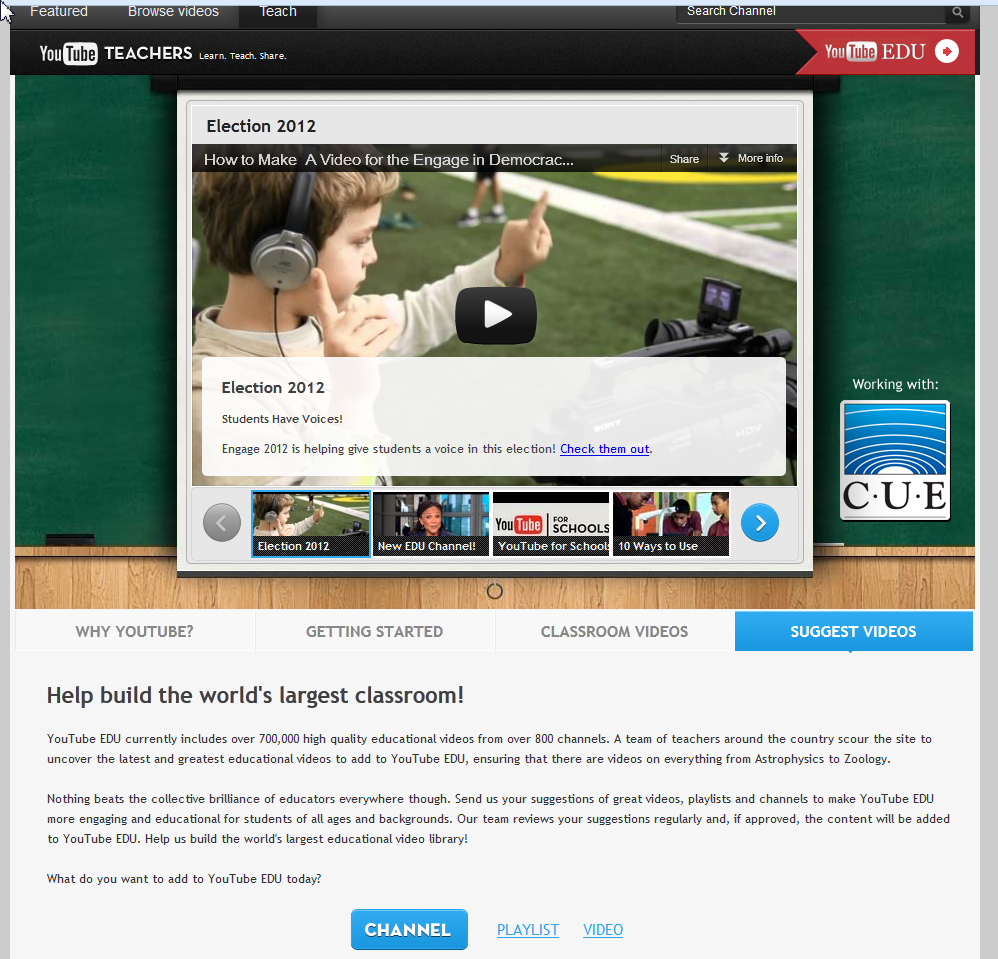 Featured Browse videos Teach Search Channel
YouTube TEACHERS Learn. Teach. Share. YouTube EDU
Election 2012
How to Make A Video for the Engage in Democrac... Share More info
Election 2012
Students Have Voices!
Engage 2012 is helping give students a voice in this election! Check them out.
SONY HDV
Working with:
C·U·E
YouTube FOR SCHOOLS
Election 2012 New EDU Channel! YouTube for Schools 10 Ways to Use
WHY YOUTUBE? GETTING STARTED CLASSROOM VIDEOS SUGGEST VIDEOS
Help build the world's largest classroom!
YouTube EDU currently includes over 700,000 high quality educational videos from over 800 channels. A team of teachers around the country scour the site to
uncover the latest and greatest educational videos to add to YouTube EDU, ensuring that there are videos on everything from Astrophysics to Zoology.
Nothing beats the collective brilliance of educators everywhere though. Send us your suggestions of great videos, playlists and channels to make YouTube EDU
more engaging and educational for students of all ages and backgrounds. Our team reviews your suggestions regularly and, if approved, the content will be added
to YouTube EDU. Help us build the world's largest educational video library!
What do you want to add to YouTube EDU today?
CHANNEL PLAYLIST VIDEO